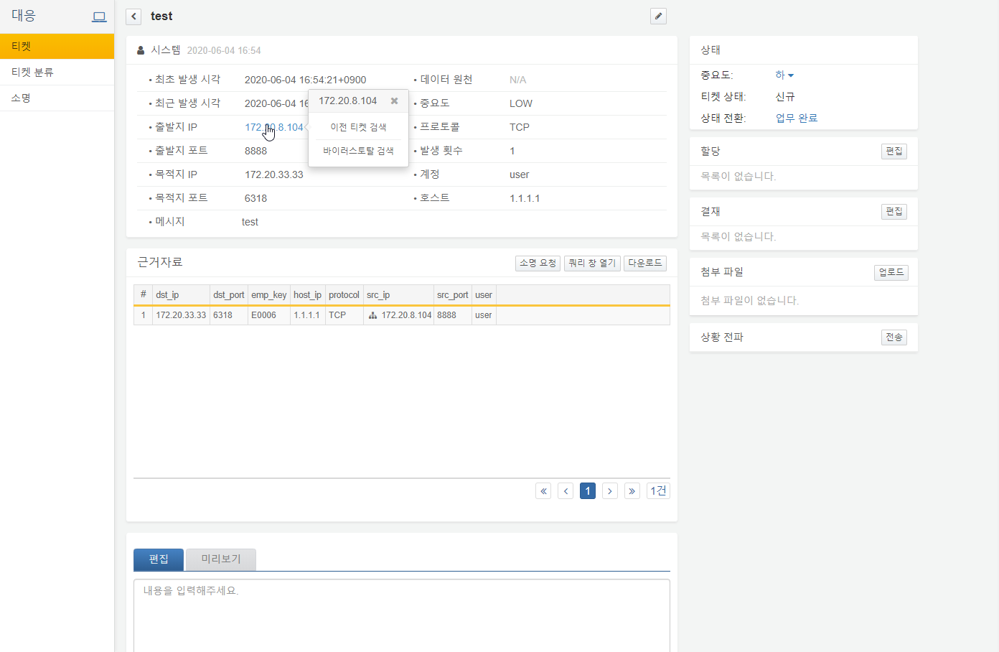 대응
티켓
티켓 분류
소명
test
시스템 2020-06-04 16:54
• 최초 발생 시각 2020-06-04 16:54:21+0900 • 데이터 원천 N/A
• 최근 발생 시각 2020-06-04 16 • 중요도 LOW
• 출발지 IP 172.20.8.104 • 프로토콜 TCP
• 출발지 포트 8888 • 발생 횟수 1
• 목적지 IP 172.20.33.33 • 계정 user
• 목적지 포트 6318 • 호스트 1.1.1.1
• 메시지 test
172.20.8.104
이전 티켓 검색
바이러스토탈 검색
근거자료 소명 요청 쿼리 창 열기 다운로드
# dst_ip dst_port emp_key host_ip protocol src_ip src_port user
1 172.20.33.33 6318 E0006 1.1.1.1 TCP 172.20.8.104 8888 user
« ‹ 1 › » 1건
편집 미리보기
내용을 입력해주세요.
상태
중요도: 하
티켓 상태: 신규
상태 전환: 업무 완료
할당 편집
목록이 없습니다.
결재 편집
목록이 없습니다.
첨부 파일 업로드
첨부 파일이 없습니다.
상황 전파 전송